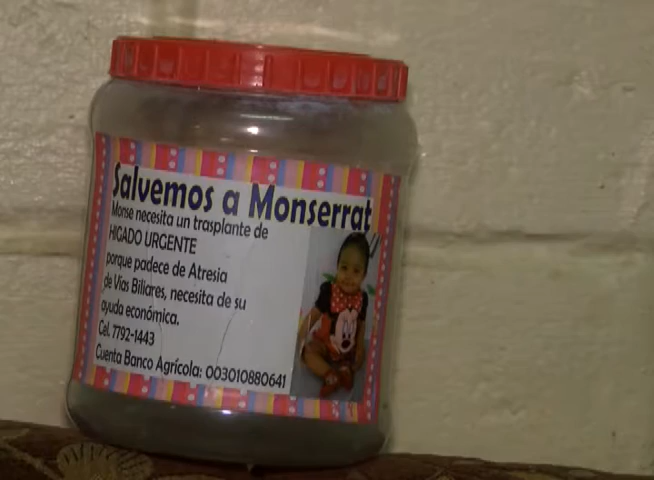 Salvemos a Monserrat
Monse necesita un trasplante de
HIGADO URGENTE
porque padece de Atresia
de Vías Biliares, necesita de su
ayuda económica.
Cel. 7792-1443
Cuenta Banco Agrícola: 003010880641